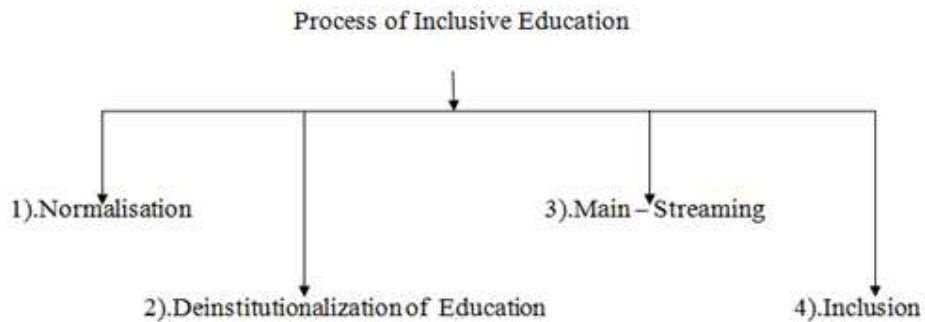 Process of Inclusive Education
1).Normalisation
3).Main – Streaming
2).Deinstitutionalization of Education
4).Inclusion